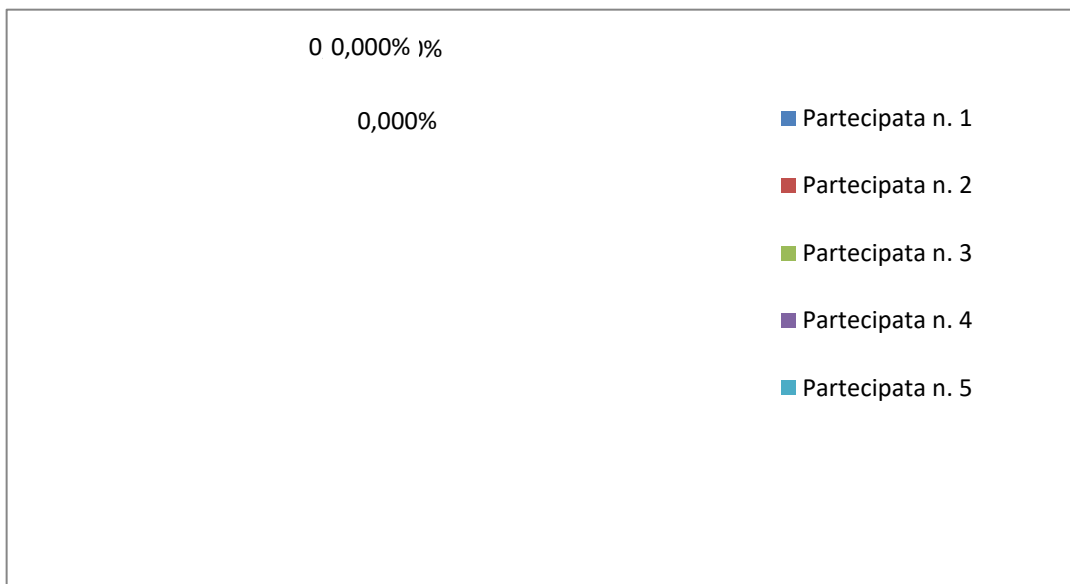 0,000%
0,000%
Partecipata n. 1
Partecipata n. 2
Partecipata n. 3
Partecipata n. 4
Partecipata n. 5